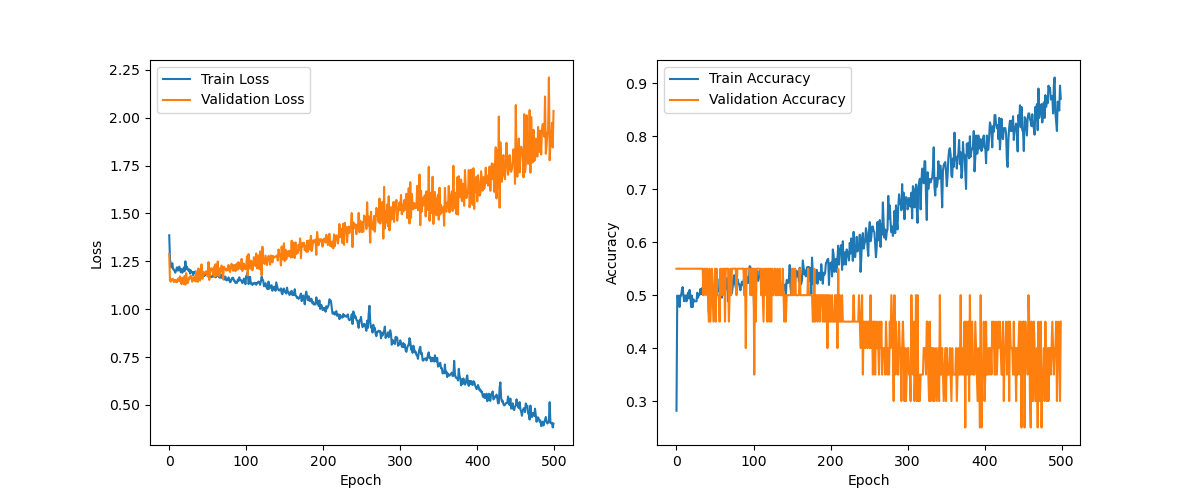 2.25
2.00
1.75
1.50
1.25
1.00
0.75
0.50
Loss
Train Loss
Validation Loss
0 100 200 300 400 500
Epoch
0.9
0.8
0.7
0.6
0.5
0.4
0.3
Accuracy
Train Accuracy
Validation Accuracy
0 100 200 300 400 500
Epoch